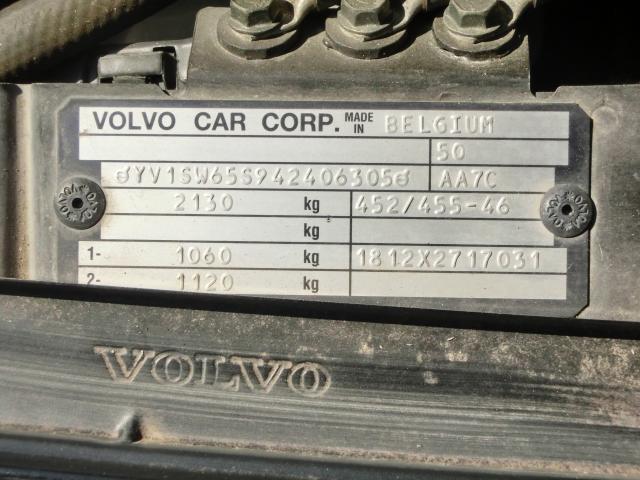 VOLVO CAR CORP. MADE IN BELGIUM
50
YV1SW65S942406305 AA7C
2130 kg 452/455-46
kg
1- 1060 kg 1812X2717031
2- 1120 kg
VOLVO